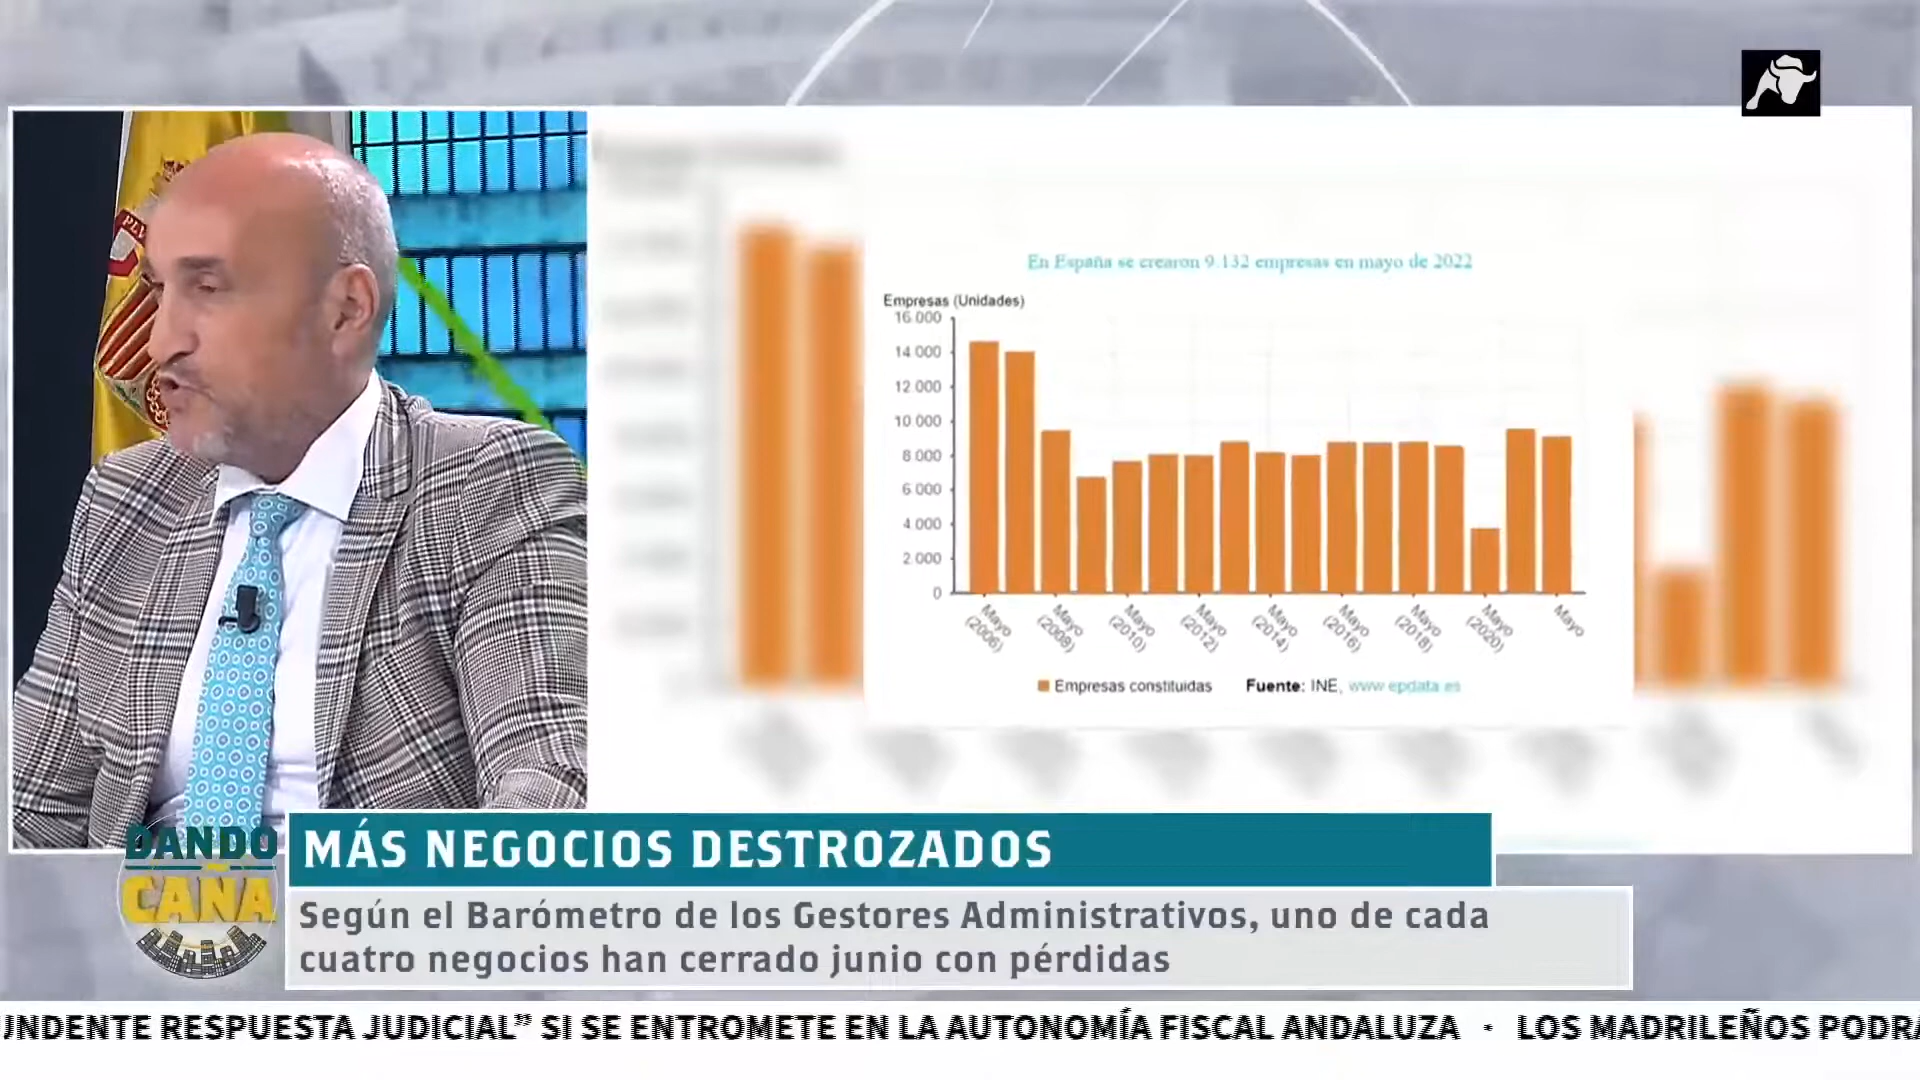 En España se crearon 9.132 empresas en mayo de 2022
Empresas (Unidades)
16 000
14 000
12 000
10 000
8 000
6 000
4 000
2 000
0
Mayo (2006)
Mayo (2008)
Mayo (2010)
Mayo (2012)
Mayo (2014)
Mayo (2016)
Mayo (2018)
Mayo (2020)
Mayo
Empresas constituidas Fuente: INE, www.epdata.es
DANDO
CAÑA
MÁS NEGOCIOS DESTROZADOS
Según el Barómetro de los Gestores Administrativos, uno de cada
cuatro negocios han cerrado junio con pérdidas
UNDENTE RESPUESTA JUDICIAL” SI SE ENTROMETE EN LA AUTONOMÍA FISCAL ANDALUZA · LOS MADRILEÑOS PODRÁ